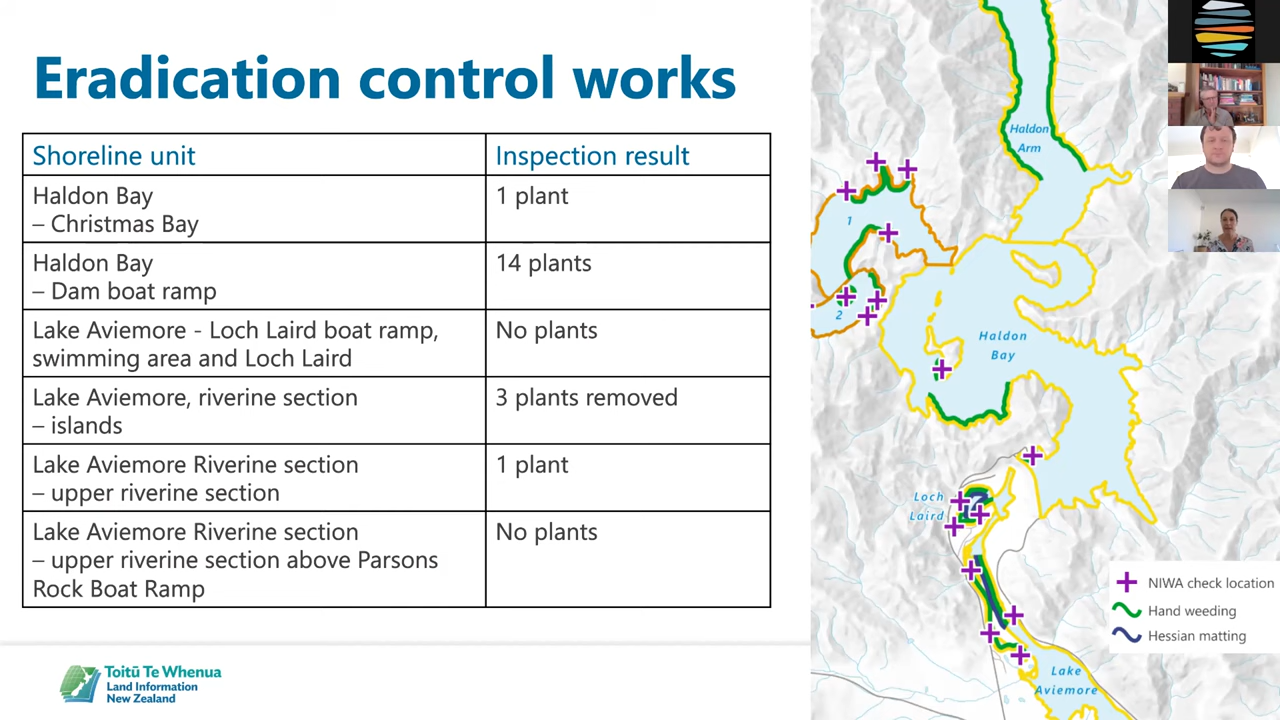 Eradication control works
Shoreline unit
Inspection result
Haldon Bay
– Christmas Bay
1 plant
Haldon Bay
– Dam boat ramp
14 plants
Lake Aviemore - Loch Laird boat ramp,
swimming area and Loch Laird
No plants
Lake Aviemore, riverine section
– islands
3 plants removed
Lake Aviemore Riverine section
– upper riverine section
1 plant
Lake Aviemore Riverine section
– upper riverine section above Parsons
Rock Boat Ramp
No plants
Toitū Te Whenua
Land Information
New Zealand
Haldon
Arm
1
2
Haldon
Bay
Loch
Laird
Lake
Aviemore
NIWA check location
Hand weeding
Hessian matting